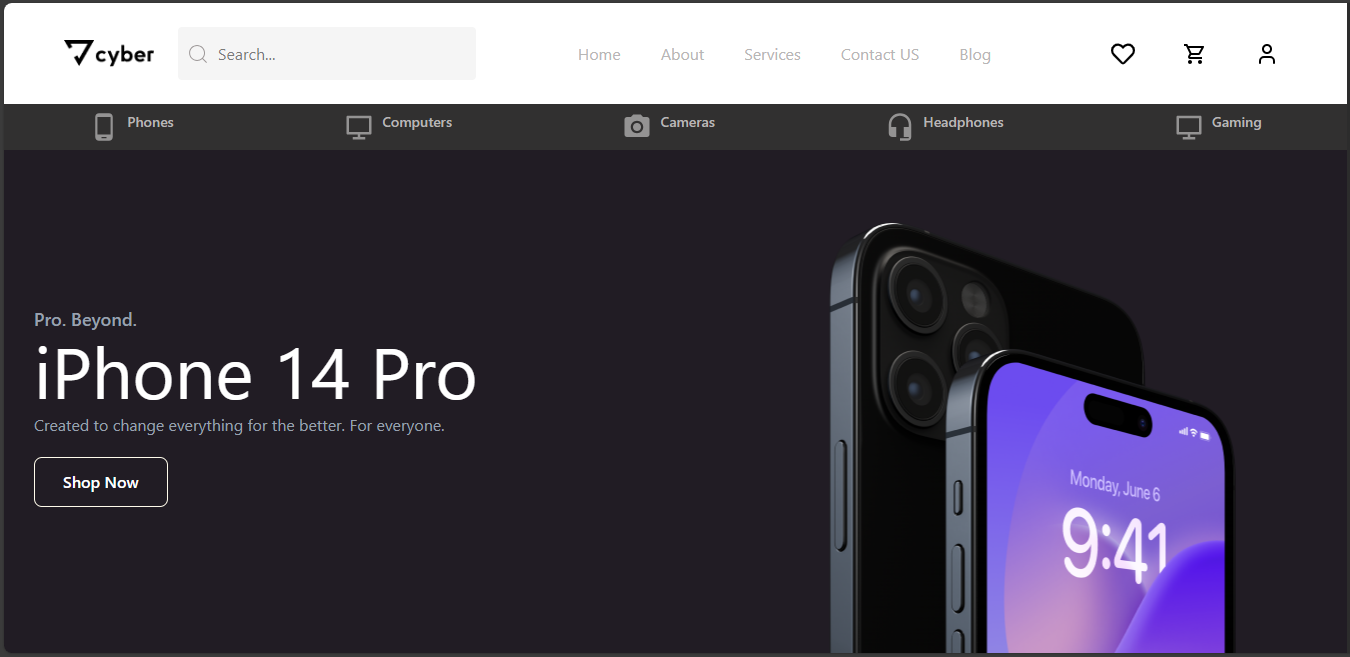 cyber
Search...
Home About Services Contact US Blog
Phones Computers Cameras Headphones Gaming
Pro. Beyond.
iPhone 14 Pro
Created to change everything for the better. For everyone.
Shop Now
Monday, June 6
9:41